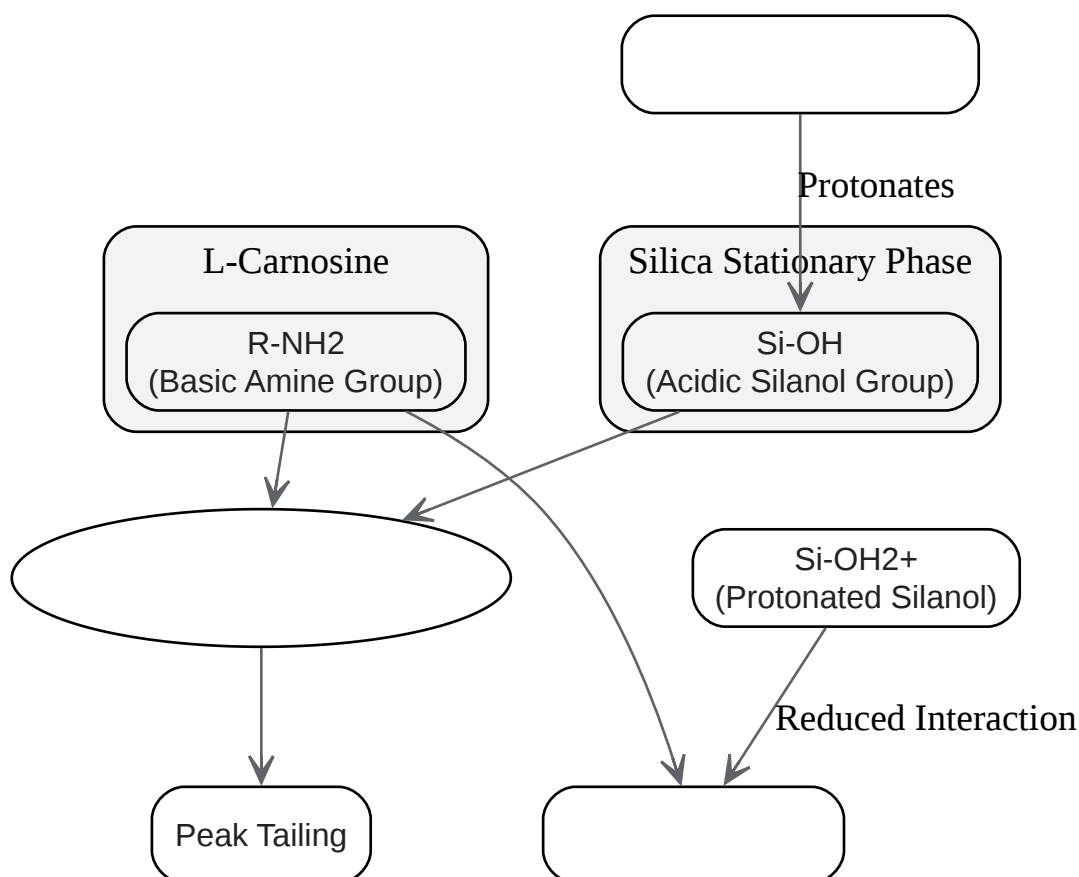 Protonates
L-Carnosine
Silica Stationary Phase
R-NH2
(Basic Amine Group)
Si-OH
(Acidic Silanol Group)
Si-OH2+
(Protonated Silanol)
Reduced Interaction
Peak Tailing